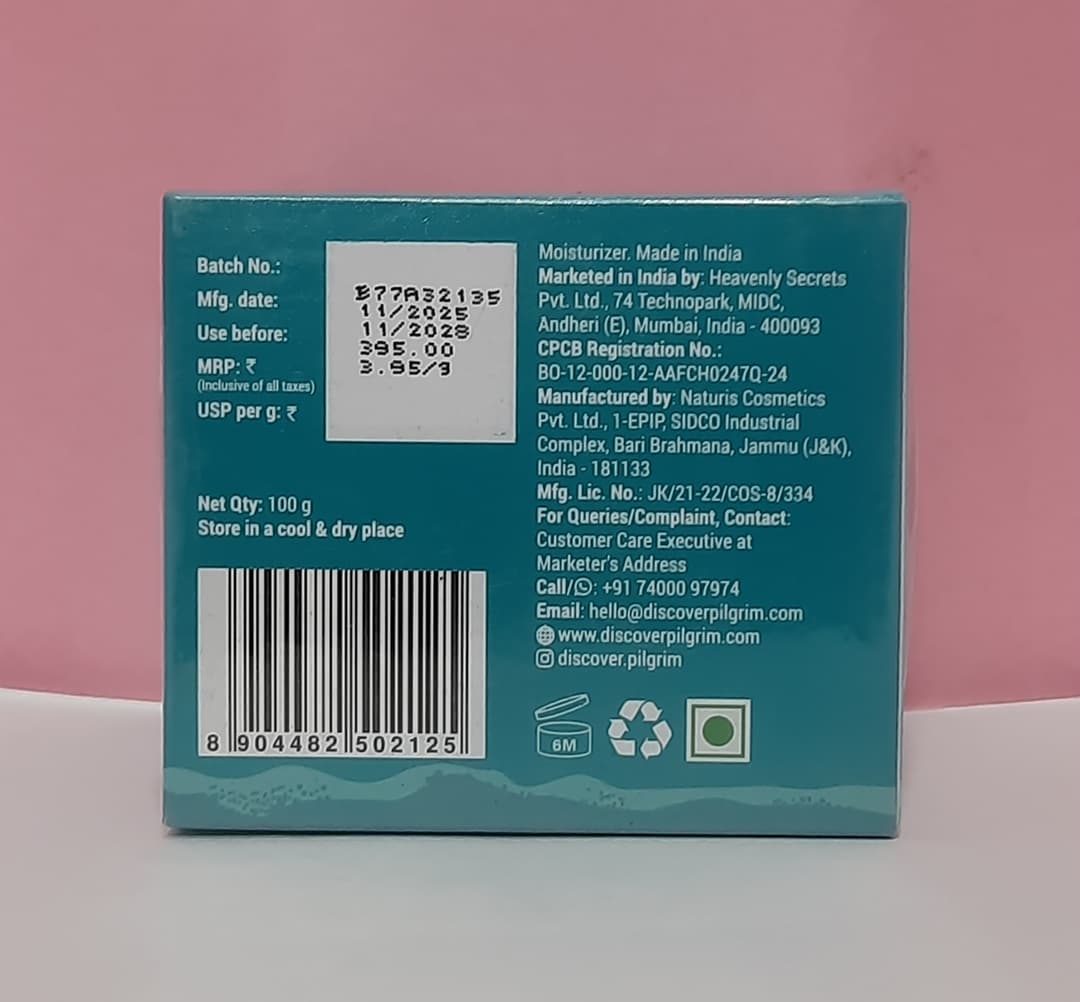 Batch No.:
Mfg. date:
Use before:
MRP: ₹
(Inclusive of all taxes)
USP per g: ₹
B77A32135
11/2025
11/2028
395.00
3.95/g
Net Qty: 100 g
Store in a cool & dry place
8 904482 502125
Moisturizer. Made in India
Marketed in India by: Heavenly Secrets
Pvt. Ltd., 74 Technopark, MIDC,
Andheri (E), Mumbai, India - 400093
CPCB Registration No.:
BO-12-000-12-AAFCH0247Q-24
Manufactured by: Naturis Cosmetics
Pvt. Ltd., 1-EPIP, SIDCO Industrial
Complex, Bari Brahmana, Jammu (J&K),
India - 181133
Mfg. Lic. No.: JK/21-22/COS-8/334
For Queries/Complaint, Contact:
Customer Care Executive at
Marketer's Address
Call/: +91 74000 97974
Email: hello@discoverpilgrim.com
www.discoverpilgrim.com
discover.pilgrim
6M